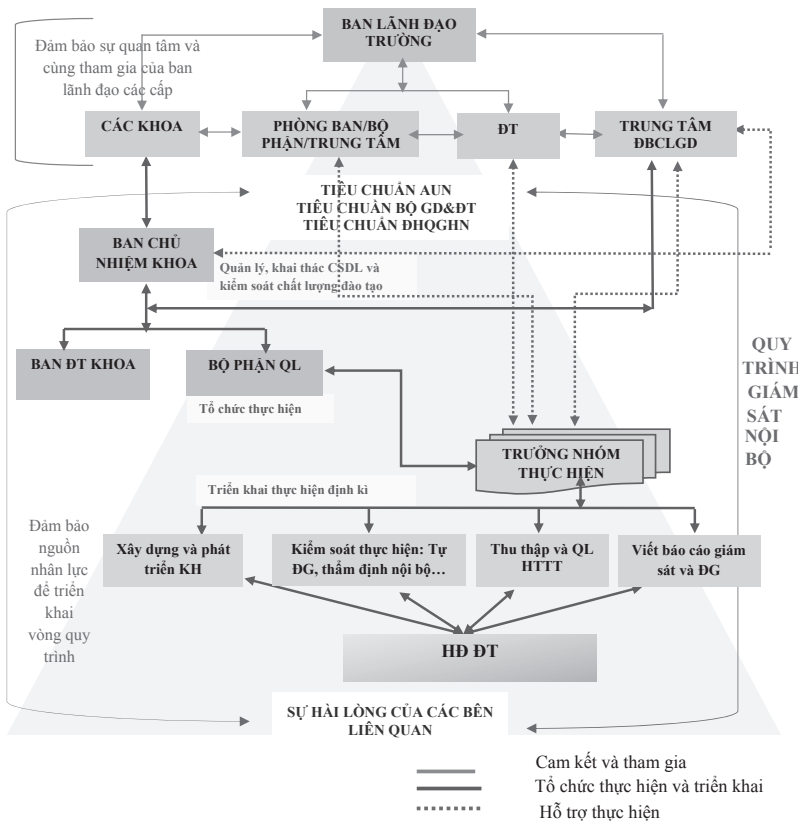 BAN LÃNH ĐẠO
TRƯỜNG
Đảm bảo sự quan tâm và
cùng tham gia của ban
lãnh đạo các cấp
CÁC KHOA
PHÒNG BAN/BỘ
PHẬN/TRUNG TÂM
ĐT
TRUNG TÂM
ĐBCLGD
TIÊU CHUẨN AUN
TIÊU CHUẨN BỘ GD&ĐT
TIÊU CHUẨN ĐHQGHN
BAN CHỦ
NHIỆM KHOA
Quản lý, khai thác CSDL và
kiểm soát chất lượng đào tạo
BAN ĐT KHOA
BỘ PHẬN QL
Tổ chức thực hiện
QUY
TRÌNH
GIÁM
SÁT
NỘI
BỘ
TRƯỞNG NHÓM
THỰC HIỆN
Triển khai thực hiện định kì
Đảm bảo
nguồn
nhân lực
để triển
khai
vòng quy
trình
Xây dựng và phát
triển KH
Kiểm soát thực hiện: Tự
ĐG, thẩm định nội bộ…
Thu thập và QL
HTTT
Viết báo cáo giám
sát và ĐG
HĐ ĐT
SỰ HÀI LÒNG CỦA CÁC BÊN
LIÊN QUAN
Cam kết và tham gia
Tổ chức thực hiện và triển khai
Hỗ trợ thực hiện